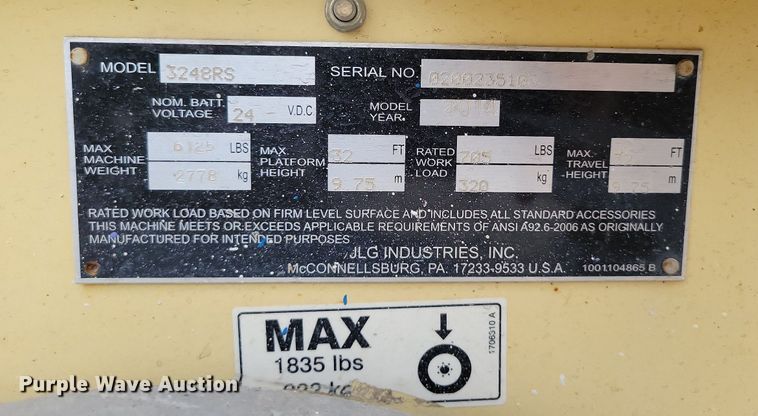 MODEL 3248RS SERIAL NO.
NOM. BATT. VOLTAGE 24 - V.D.C MODEL YEAR
MAX MACHINE WEIGHT 6125 LBS 2778 kg
MAX. PLATFORM HEIGHT 32 FT 9.75 m
RATED WORK LOAD 705 LBS 320 kg
MAX. TRAVEL HEIGHT FT 9.75 m
RATED WORK LOAD BASED ON FIRM LEVEL SURFACE AND INCLUDES ALL STANDARD ACCESSORIES
THIS MACHINE MEETS OR EXCEEDS APPLICABLE REQUIREMENTS OF ANSI A92.6-2006 AS ORIGINALLY
MANUFACTURED FOR INTENDED PURPOSES
JLG INDUSTRIES, INC.
McCONNELLSBURG, PA. 17233-9533 U.S.A. 1001104865 B
MAX
1835 lbs
kg
1706310 A
Purple Wave Auction